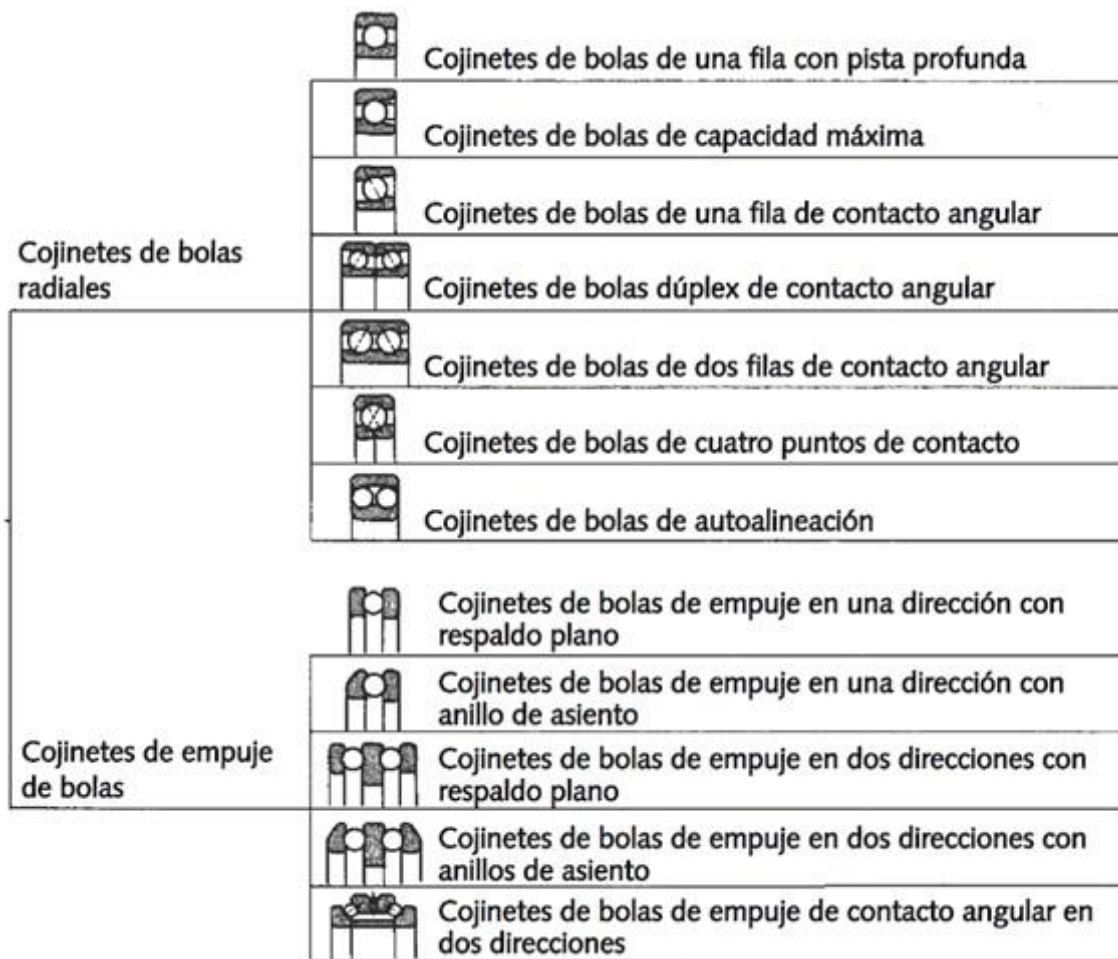 Cojinetes de bolas de una fila con pista profunda
Cojinetes de bolas de capacidad máxima
Cojinetes de bolas de una fila de contacto angular
Cojinetes de bolas
radiales
Cojinetes de bolas dúplex de contacto angular
Cojinetes de bolas de dos filas de contacto angular
Cojinetes de bolas de cuatro puntos de contacto
Cojinetes de bolas de autoalineación
Cojinetes de bolas de empuje en una dirección con
respaldo plano
Cojinetes de bolas de empuje en una dirección con
anillo de asiento
Cojinetes de empuje
de bolas
Cojinetes de bolas de empuje en dos direcciones con
respaldo plano
Cojinetes de bolas de empuje en dos direcciones con
anillos de asiento
Cojinetes de bolas de empuje de contacto angular en
dos direcciones